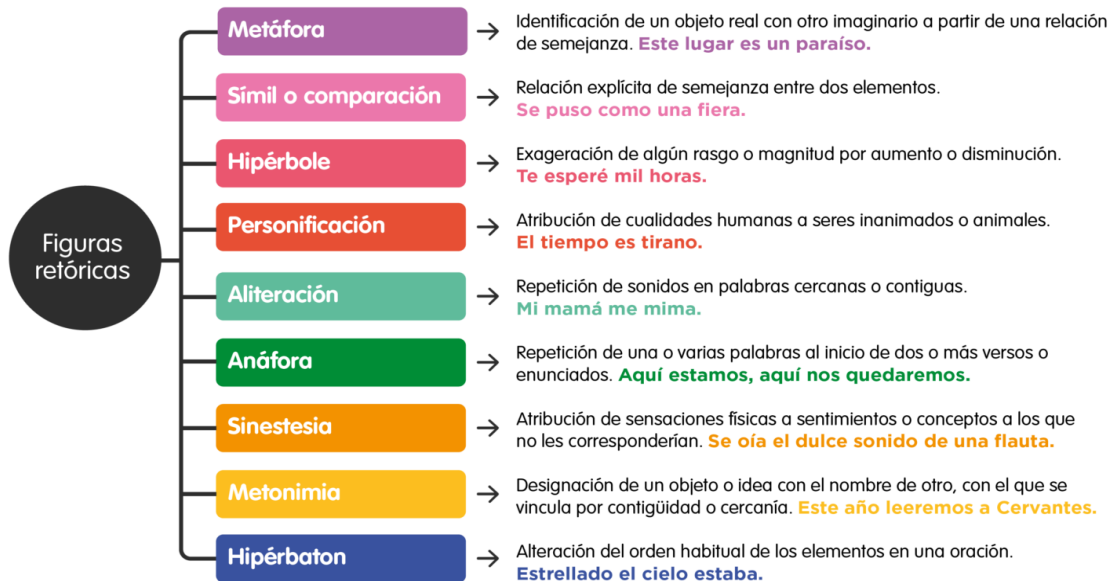 Figuras
retóricas
Metáfora
Identificación de un objeto real con otro imaginario a partir de una relación
de semejanza. Este lugar es un paraíso.
Símil o comparación
Relación explícita de semejanza entre dos elementos.
Se puso como una fiera.
Hipérbole
Exageración de algún rasgo o magnitud por aumento o disminución.
Te esperé mil horas.
Personificación
Atribución de cualidades humanas a seres inanimados o animales.
El tiempo es tirano.
Aliteración
Repetición de sonidos en palabras cercanas o contiguas.
Mi mamá me mima.
Anáfora
Repetición de una o varias palabras al inicio de dos o más versos o
enunciados. Aquí estamos, aquí nos quedaremos.
Sinestesia
Atribución de sensaciones físicas a sentimientos o conceptos a los que
no les corresponderían. Se oía el dulce sonido de una flauta.
Metonimia
Designación de un objeto o idea con el nombre de otro, con el que se
vincula por contigüidad o cercanía. Este año leeremos a Cervantes.
Hipérbaton
Alteración del orden habitual de los elementos en una oración.
Estrellado el cielo estaba.